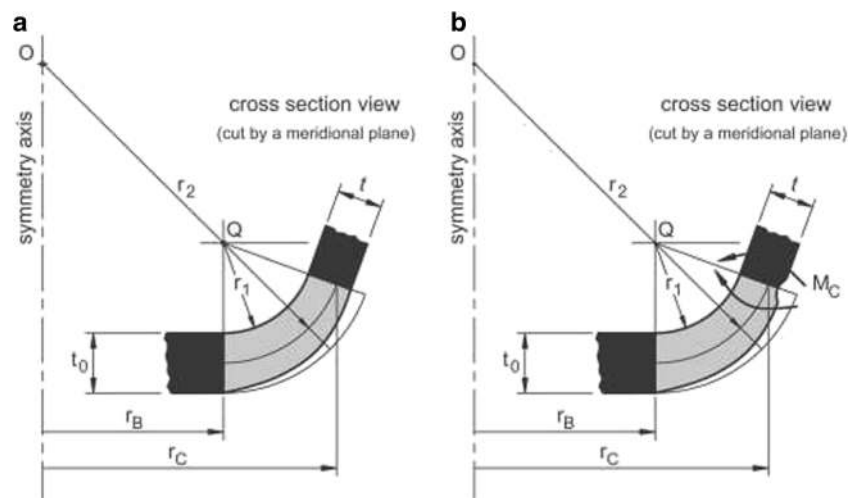 a
O
symmetry axis
cross section view
(cut by a meridional plane)
r2
t
Q
r1
t0
rB
rC
b
O
symmetry axis
cross section view
(cut by a meridional plane)
r2
t
Q
r1
MC
t0
rB
rC